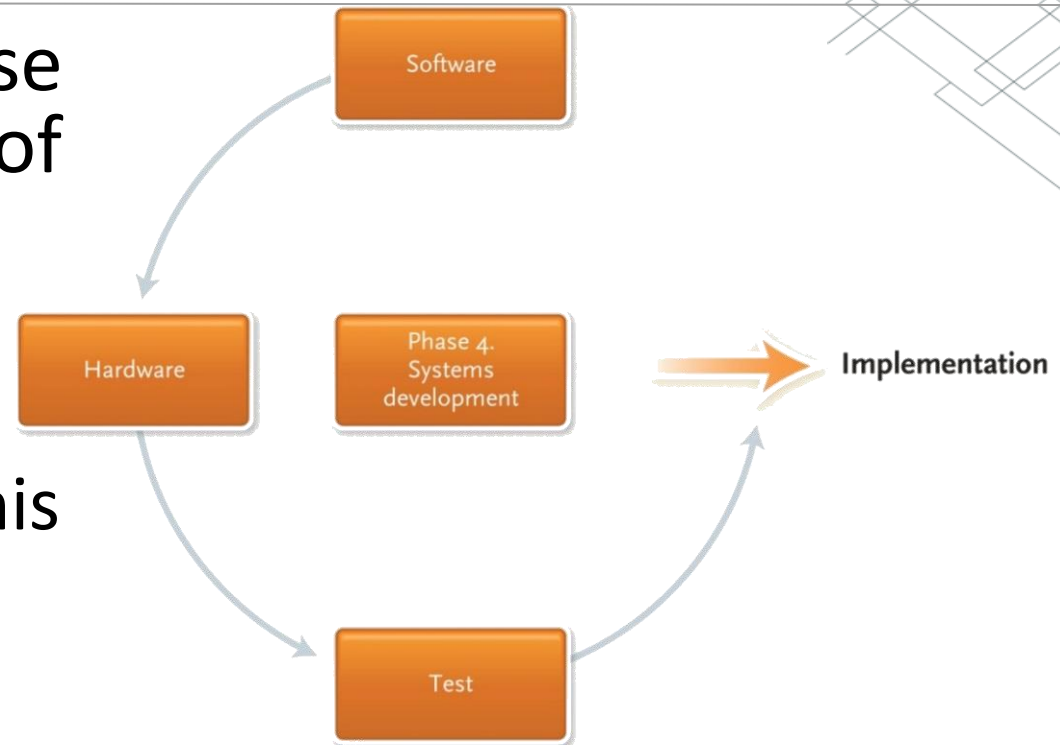 se
of
his
Software
Hardware
Phase 4.
Systems
development
Implementation
Test